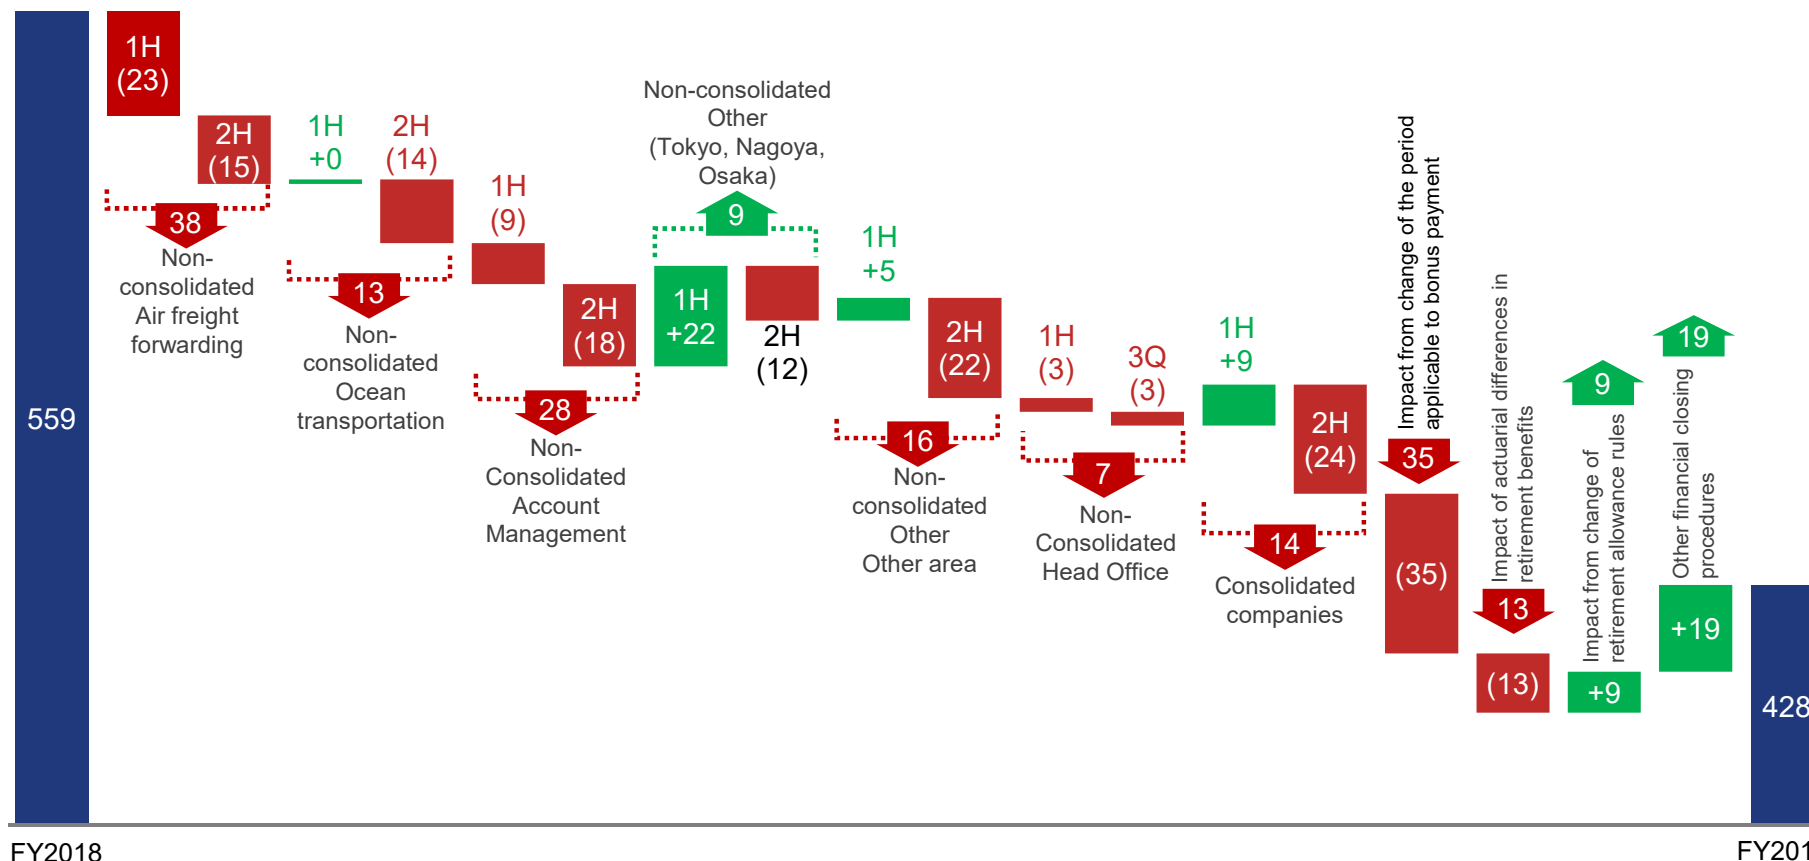 559
FY2018
1H
(23)
2H
(15)
38
Non-
consolidated
Air freight
forwarding
1H
+0
2H
(14)
13
Non-
consolidated
Ocean
transportation
1H
(9)
2H
(18)
28
Non-
Consolidated
Account
Management
Non-consolidated
Other
(Tokyo, Nagoya,
Osaka)
9
1H
+22
2H
(12)
1H
+5
2H
(22)
16
Non-
consolidated
Other
Other area
1H
(3)
3Q
(3)
7
Non-
Consolidated
Head Office
1H
+9
2H
(24)
14
Consolidated
companies
Impact from change of the period
applicable to bonus payment
35
(35)
Impact of actuarial differences in
retirement benefits
13
(13)
9
Impact from change of
retirement allowance rules
+9
19
Other financial closing
procedures
+19
428
FY201